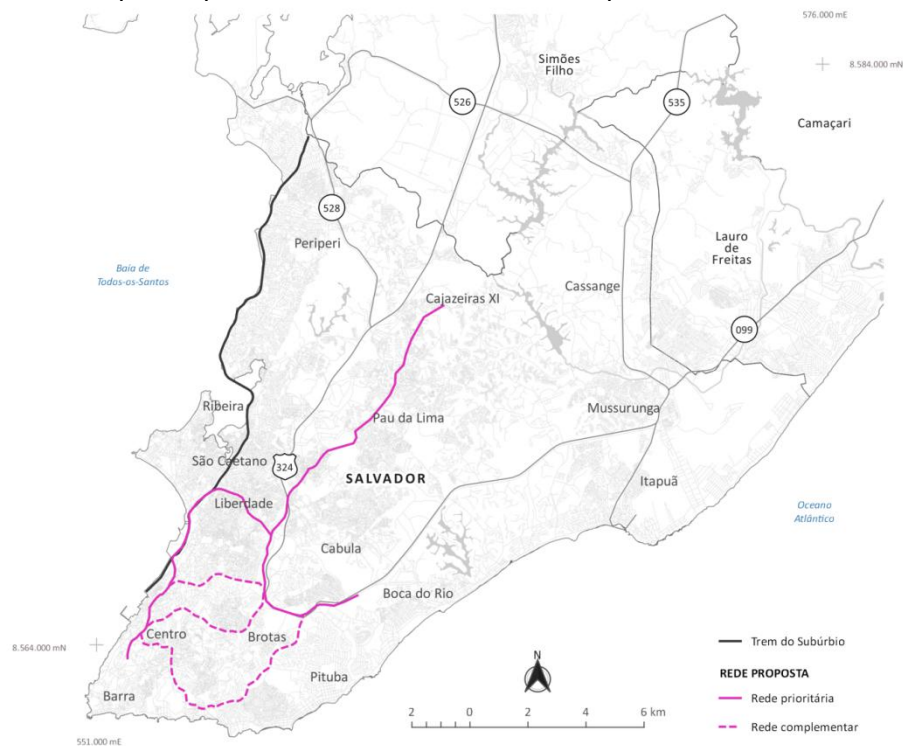 576.000 mE
8.584.000 mN
Simões
Filho
526
535
Camaçari
528
Periperi
Lauro
de
Freitas
Baía de
Todos-os-Santos
Cassange
Cajazeiras XI
099
Ribeira
Pau da Lima
Mussurunga
São Caetano
324
SALVADOR
Itapuã
Liberdade
Oceano
Atlântico
Cabula
Boca do Rio
Centro
Brotas
8.564.000 mN
Trem do Subúrbio
N
REDE PROPOSTA
Pituba
Barra
Rede prioritária
2 0 2 4 6 km
Rede complementar
551.000 mE